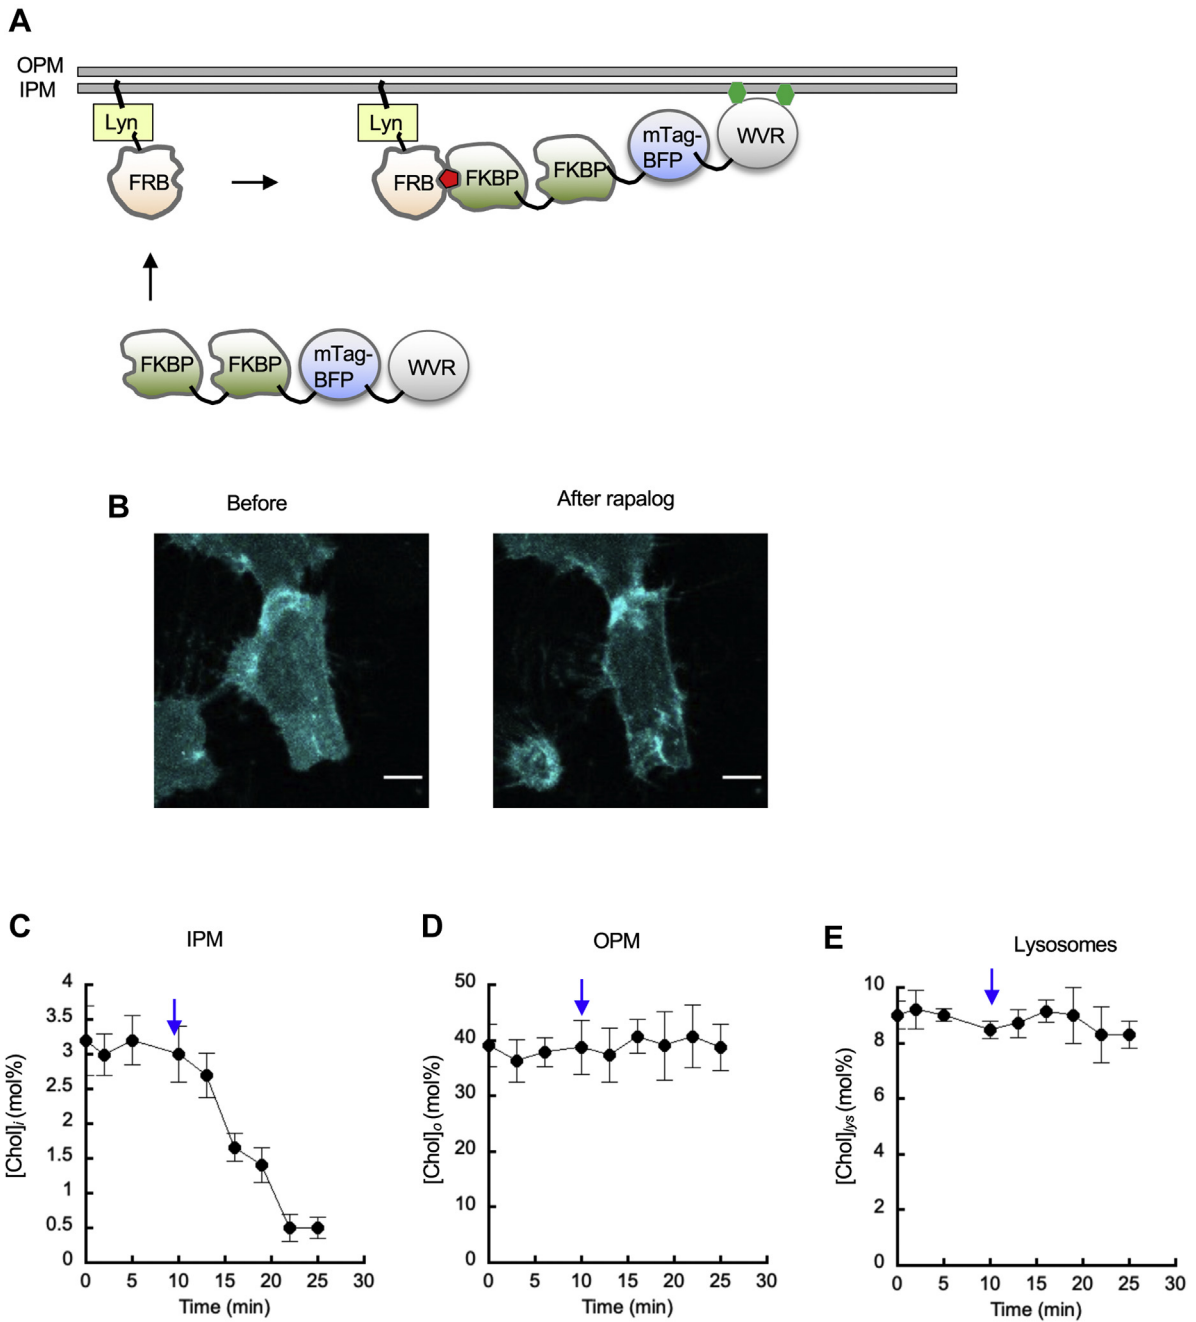 A
OPM
IPM
Lyn
FRB
Lyn
FRB
FKBP
FKBP
mTag-
BFP
WVR
FKBP
FKBP
mTag-
BFP
WVR
B
Before
After rapalog
C
IPM
[Chol]i (mol%)
4
3.5
3
2.5
2
1.5
1
0.5
0
0 5 10 15 20 25 30
Time (min)
D
OPM
[Chol]o (mol%)
50
40
30
20
10
0
0 5 10 15 20 25 30
Time (min)
E
Lysosomes
[Chol]lys (mol%)
10
8
6
4
2
0
0 5 10 15 20 25 30
Time (min)